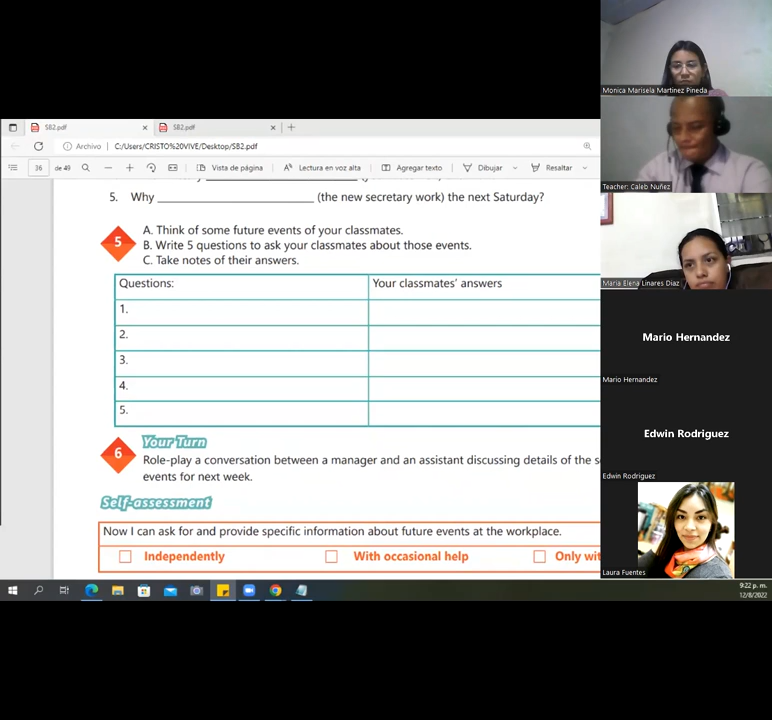 Monica Marisela Martinez Pineda
SB2.pdf
SB2.pdf
Archivo
C:/Users/CRISTO%20VIVE/Desktop/SB2.pdf
36 de 49
Vista de página
Lectura en voz alta
Agregar texto
Dibujar
Resaltar
Teacher: Caleb Nuñez
5. Why ______________________ (the new secretary work) the next Saturday?
5
A. Think of some future events of your classmates.
B. Write 5 questions to ask your classmates about those events.
C. Take notes of their answers.
Questions:
Your classmates' answers
1.
2.
3.
4.
5.
Maria Elena Linares Diaz
Mario Hernandez
Mario Hernandez
Edwin Rodriguez
Edwin Rodriguez
Your Turn
6
Role-play a conversation between a manager and an assistant discussing details of the s
events for next week.
Self-assessment
Now I can ask for and provide specific information about future events at the workplace.
Independently
With occasional help
Only wit
Laura Fuentes
9:22 p. m.
12/8/2022